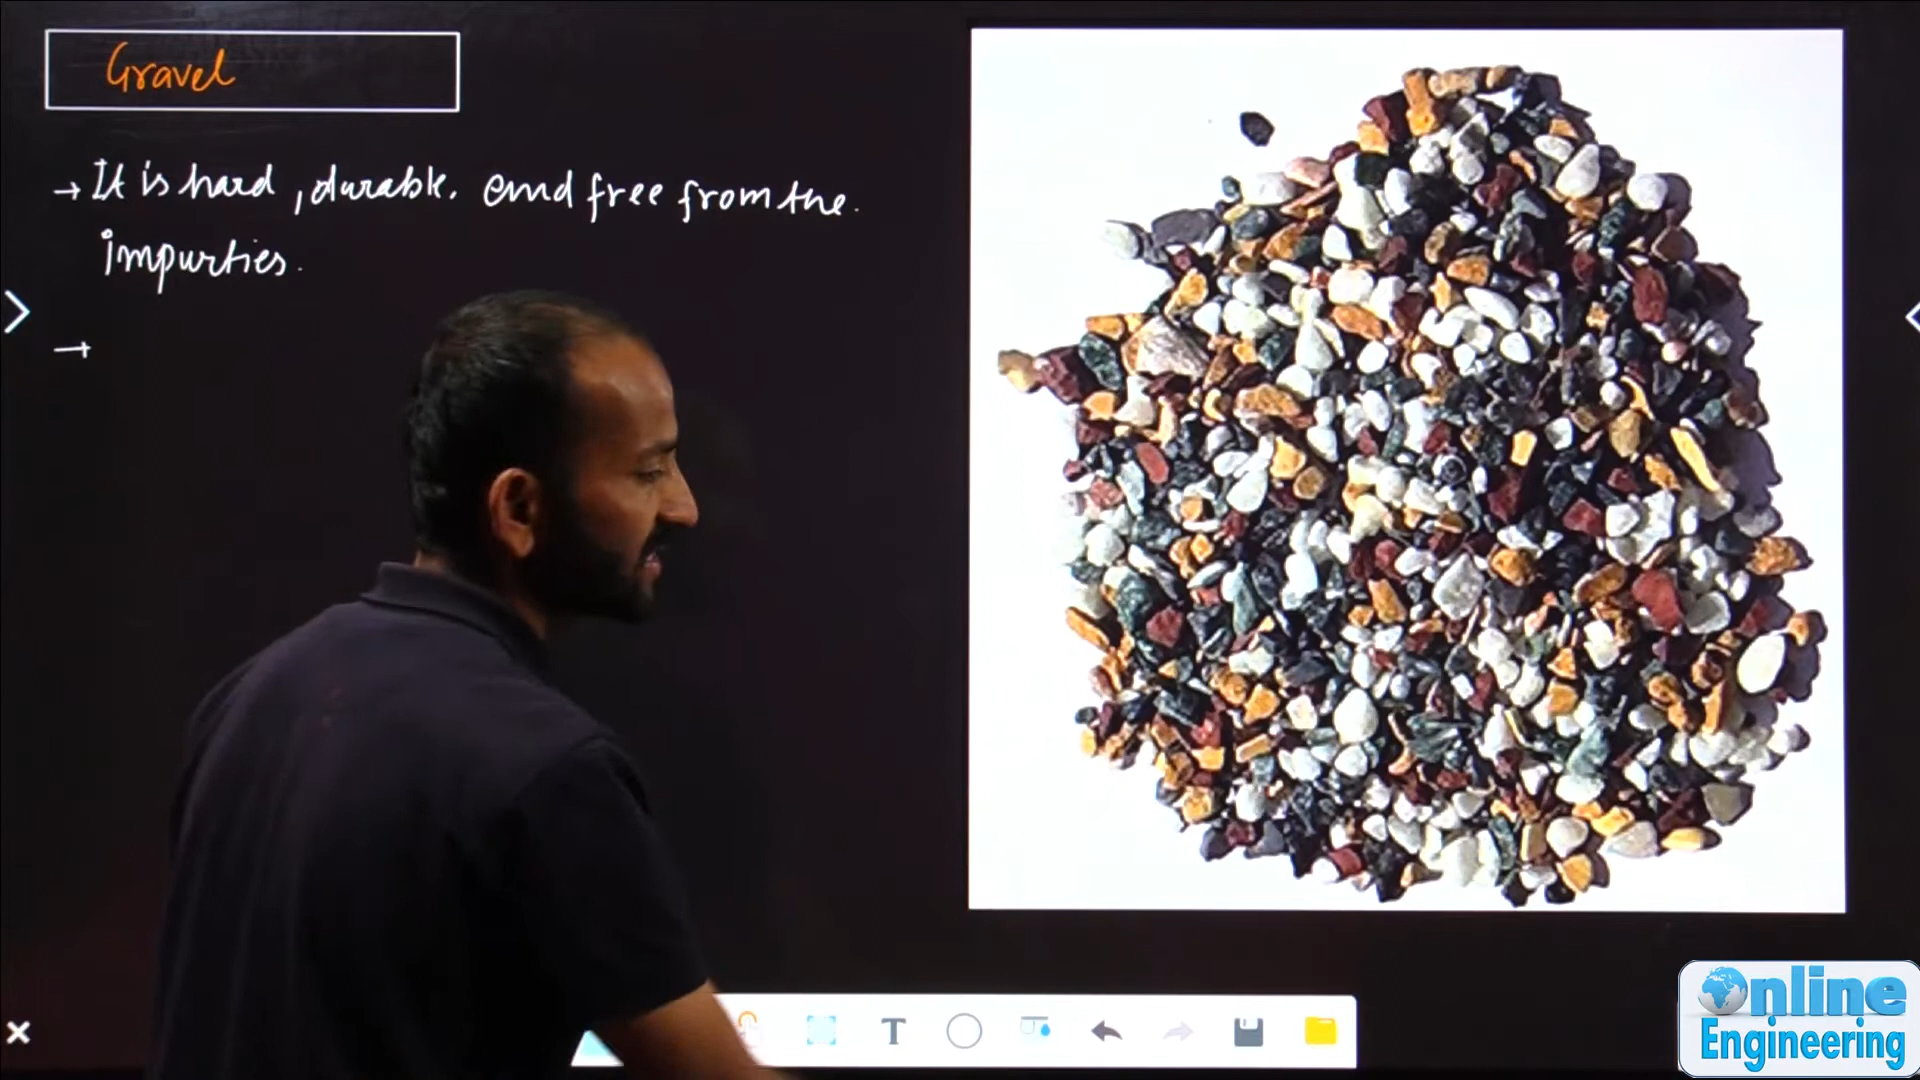 Gravel
→ It is hard, durable. and free from the.
impurties.
→
T
Online
Engineering